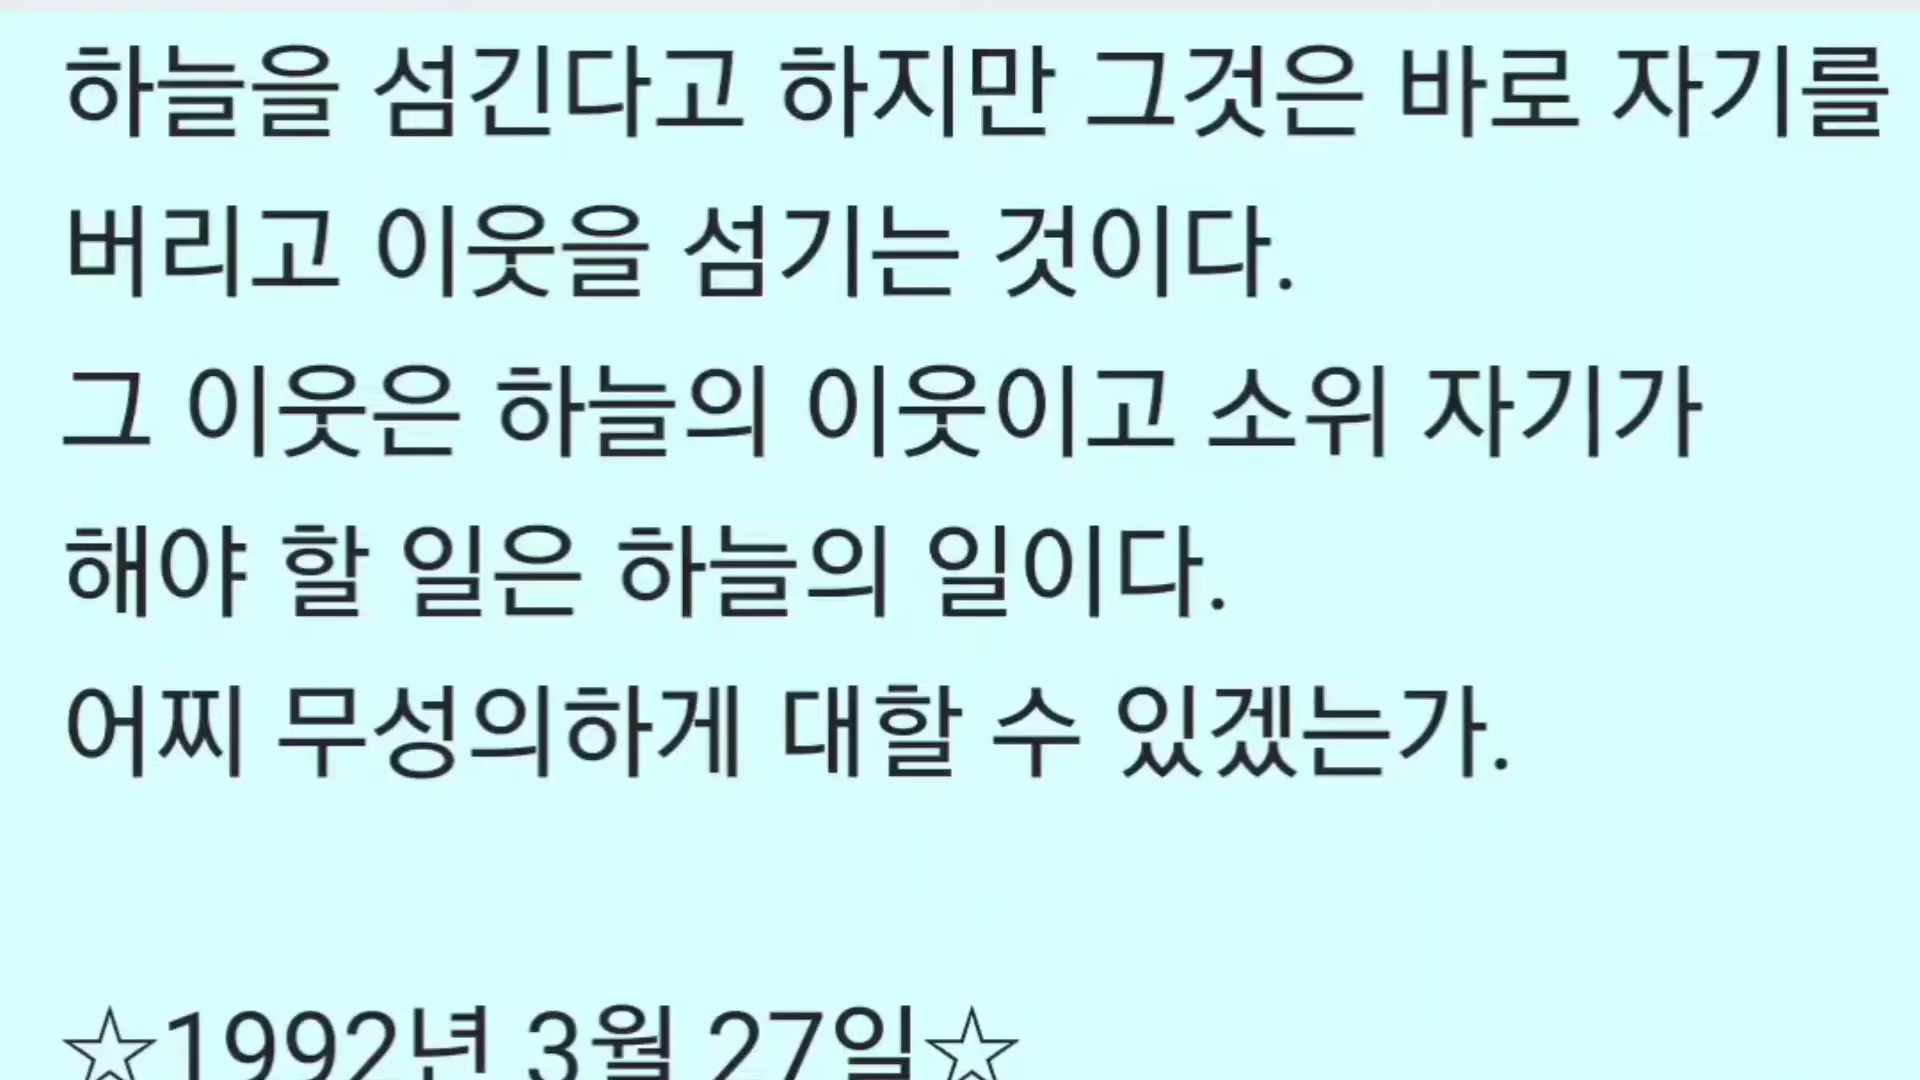 하늘을 섬긴다고 하지만 그것은 바로 자기를
버리고 이웃을 섬기는 것이다.
그 이웃은 하늘의 이웃이고 소위 자기가
해야 할 일은 하늘의 일이다.
어찌 무성의하게 대할 수 있겠는가.
☆1992년 3월 27일☆